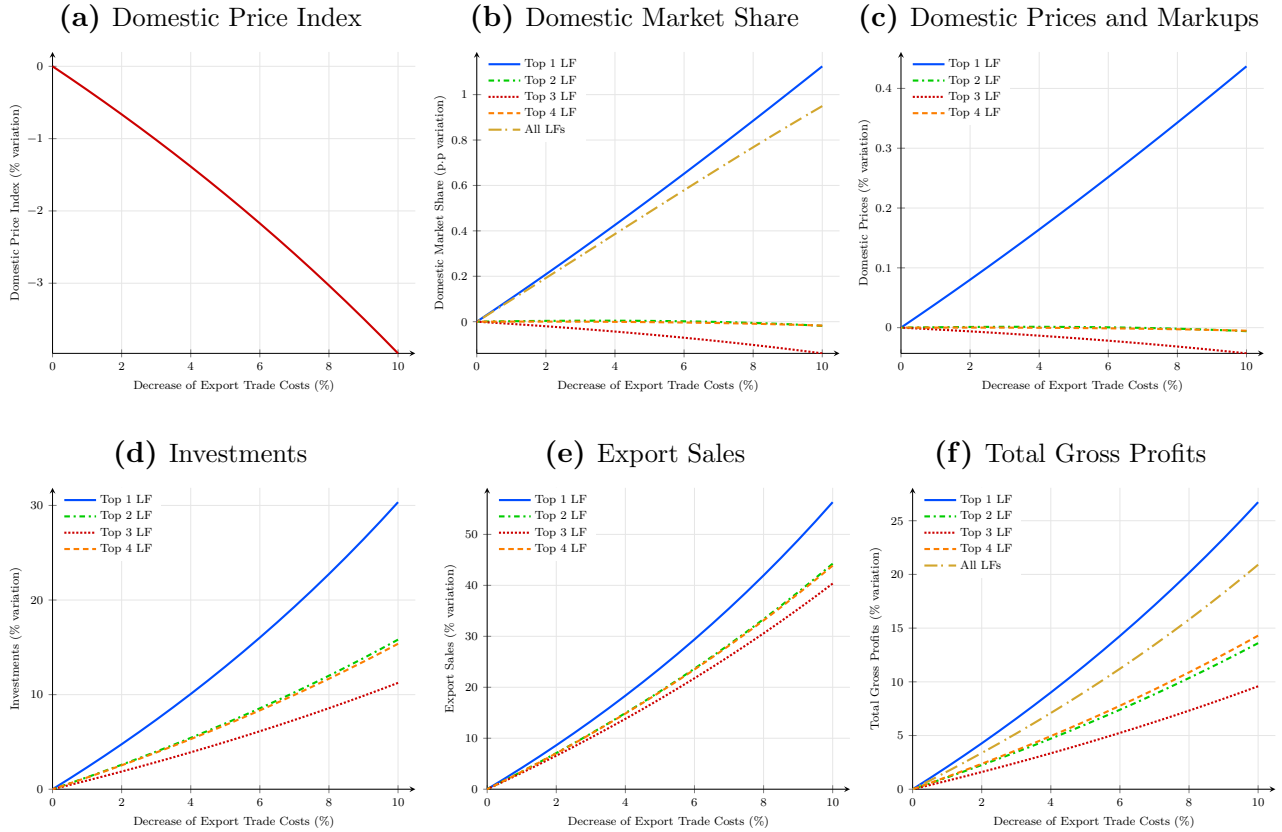 (a) Domestic Price Index
Domestic Price Index (% variation)
0
−1
−2
−3
0 2 4 6 8 10
Decrease of Export Trade Costs (%)
(b) Domestic Market Share
Domestic Market Share (p.p variation)
Top 1 LF
Top 2 LF
Top 3 LF
Top 4 LF
All LFs
1
0.8
0.6
0.4
0.2
0
0 2 4 6 8 10
Decrease of Export Trade Costs (%)
(c) Domestic Prices and Markups
Domestic Prices (% variation)
Top 1 LF
Top 2 LF
Top 3 LF
Top 4 LF
0.4
0.3
0.2
0.1
0
0 2 4 6 8 10
Decrease of Export Trade Costs (%)
(d) Investments
Investments (% variation)
Top 1 LF
Top 2 LF
Top 3 LF
Top 4 LF
30
20
10
0
0 2 4 6 8 10
Decrease of Export Trade Costs (%)
(e) Export Sales
Export Sales (% variation)
Top 1 LF
Top 2 LF
Top 3 LF
Top 4 LF
50
40
30
20
10
0
0 2 4 6 8 10
Decrease of Export Trade Costs (%)
(f) Total Gross Profits
Total Gross Profits (% variation)
Top 1 LF
Top 2 LF
Top 3 LF
Top 4 LF
All LFs
25
20
15
10
5
0
0 2 4 6 8 10
Decrease of Export Trade Costs (%)